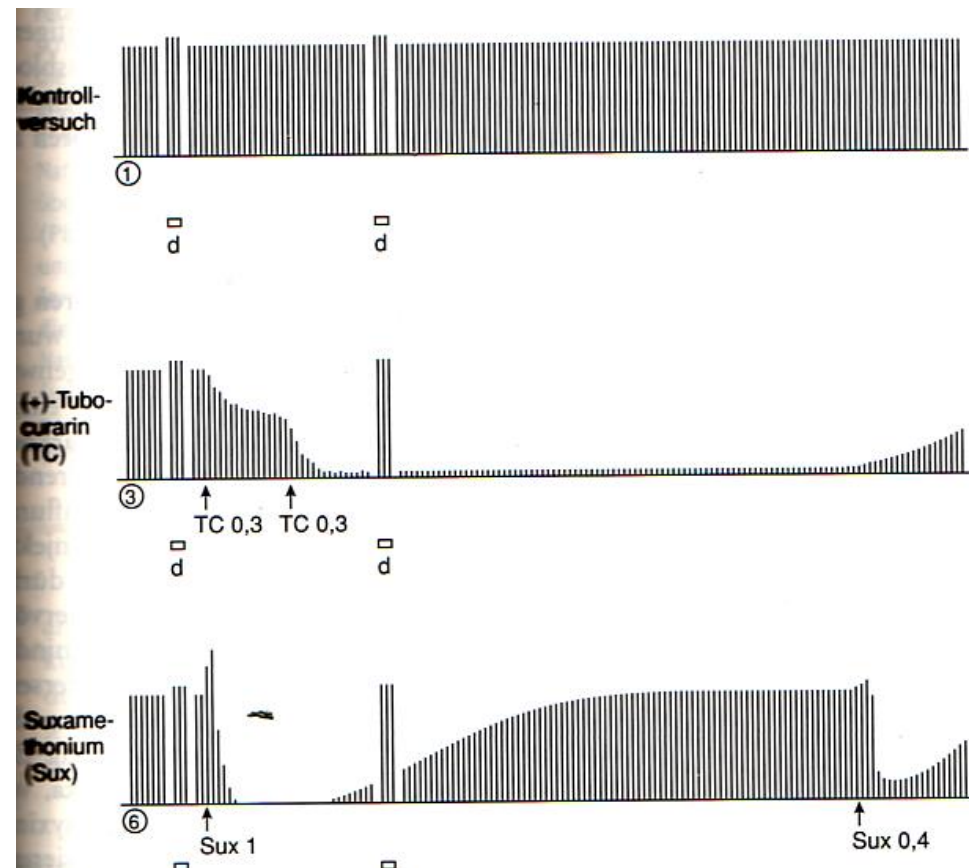 Kontroll-
versuch
①
d d
(+)-Tubo-
curarin
(TC)
③
TC 0,3 TC 0,3
d d
Suxame-
thonium
(Sux)
⑥
Sux 1 Sux 0,4